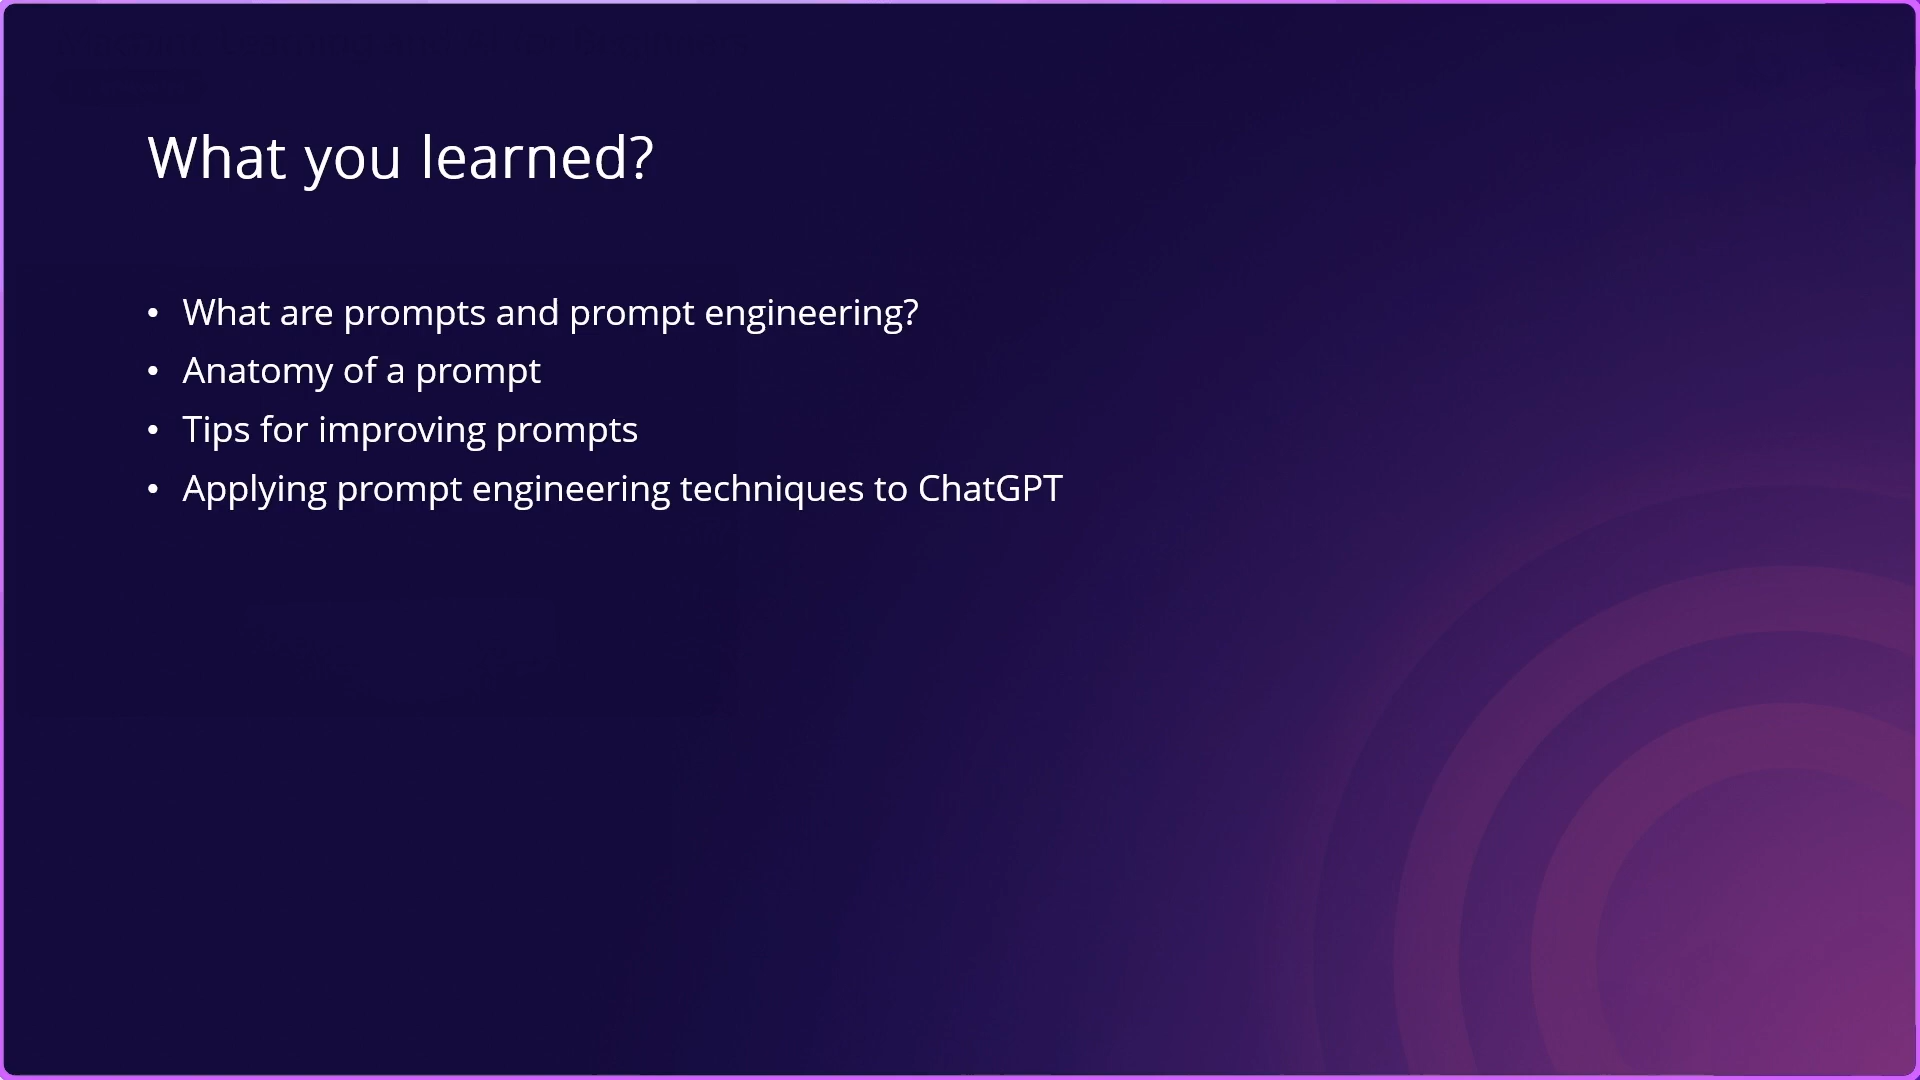 What you learned?
• What are prompts and prompt engineering?
• Anatomy of a prompt
• Tips for improving prompts
• Applying prompt engineering techniques to ChatGPT